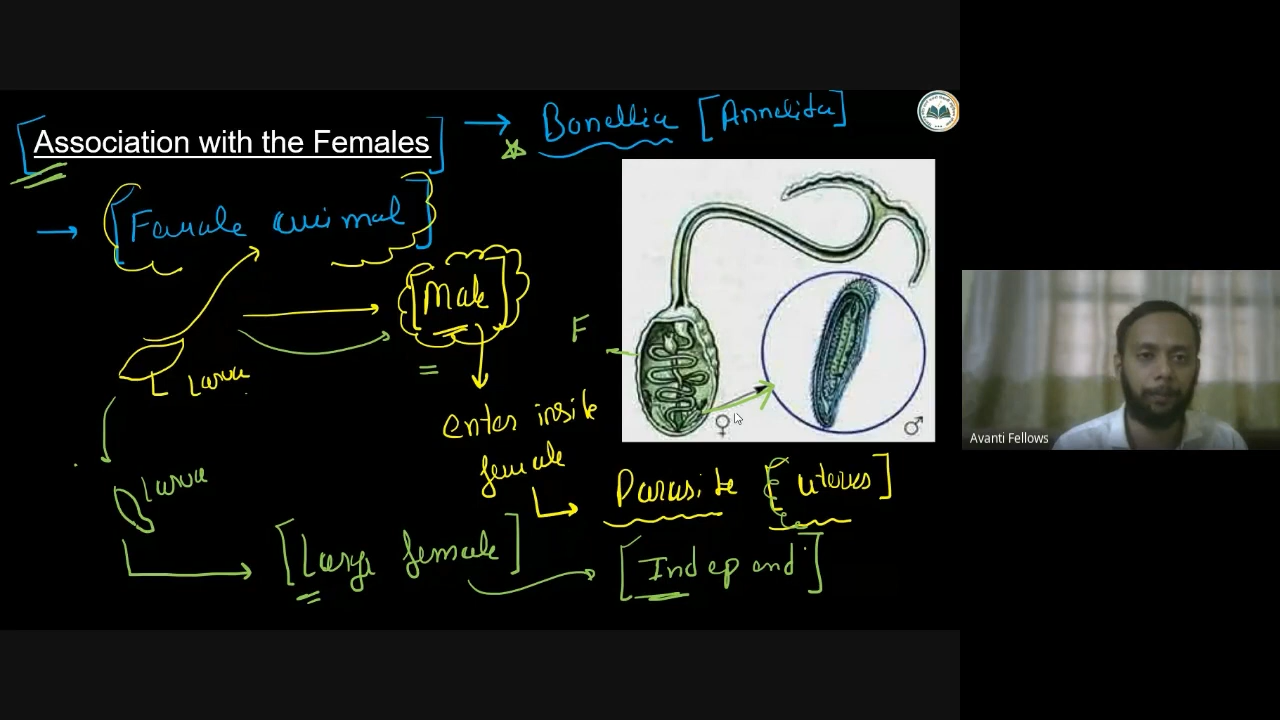 [Association with the Females] → Bonellia [Annelita]
→ [Female animal]
[Male]
F
=
Larva
enter inside
female
Larva
Parasite [uterus]
[Large female]
[Independ]
♀
♂
Avanti Fellows